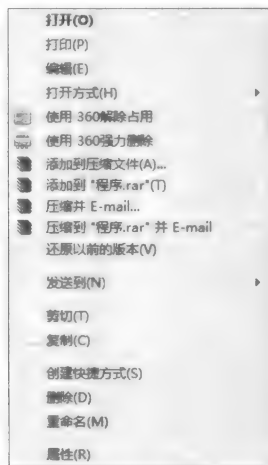 打开(O)
打印(P)
编辑(E)
打开方式(H)
使用 360解除占用
使用 360强力删除
添加到压缩文件(A)...
添加到 "程序.rar"(T)
压缩并 E-mail...
压缩到 "程序.rar" 并 E-mail
还原以前的版本(V)
发送到(N)
剪切(T)
复制(C)
创建快捷方式(S)
删除(D)
重命名(M)
属性(R)